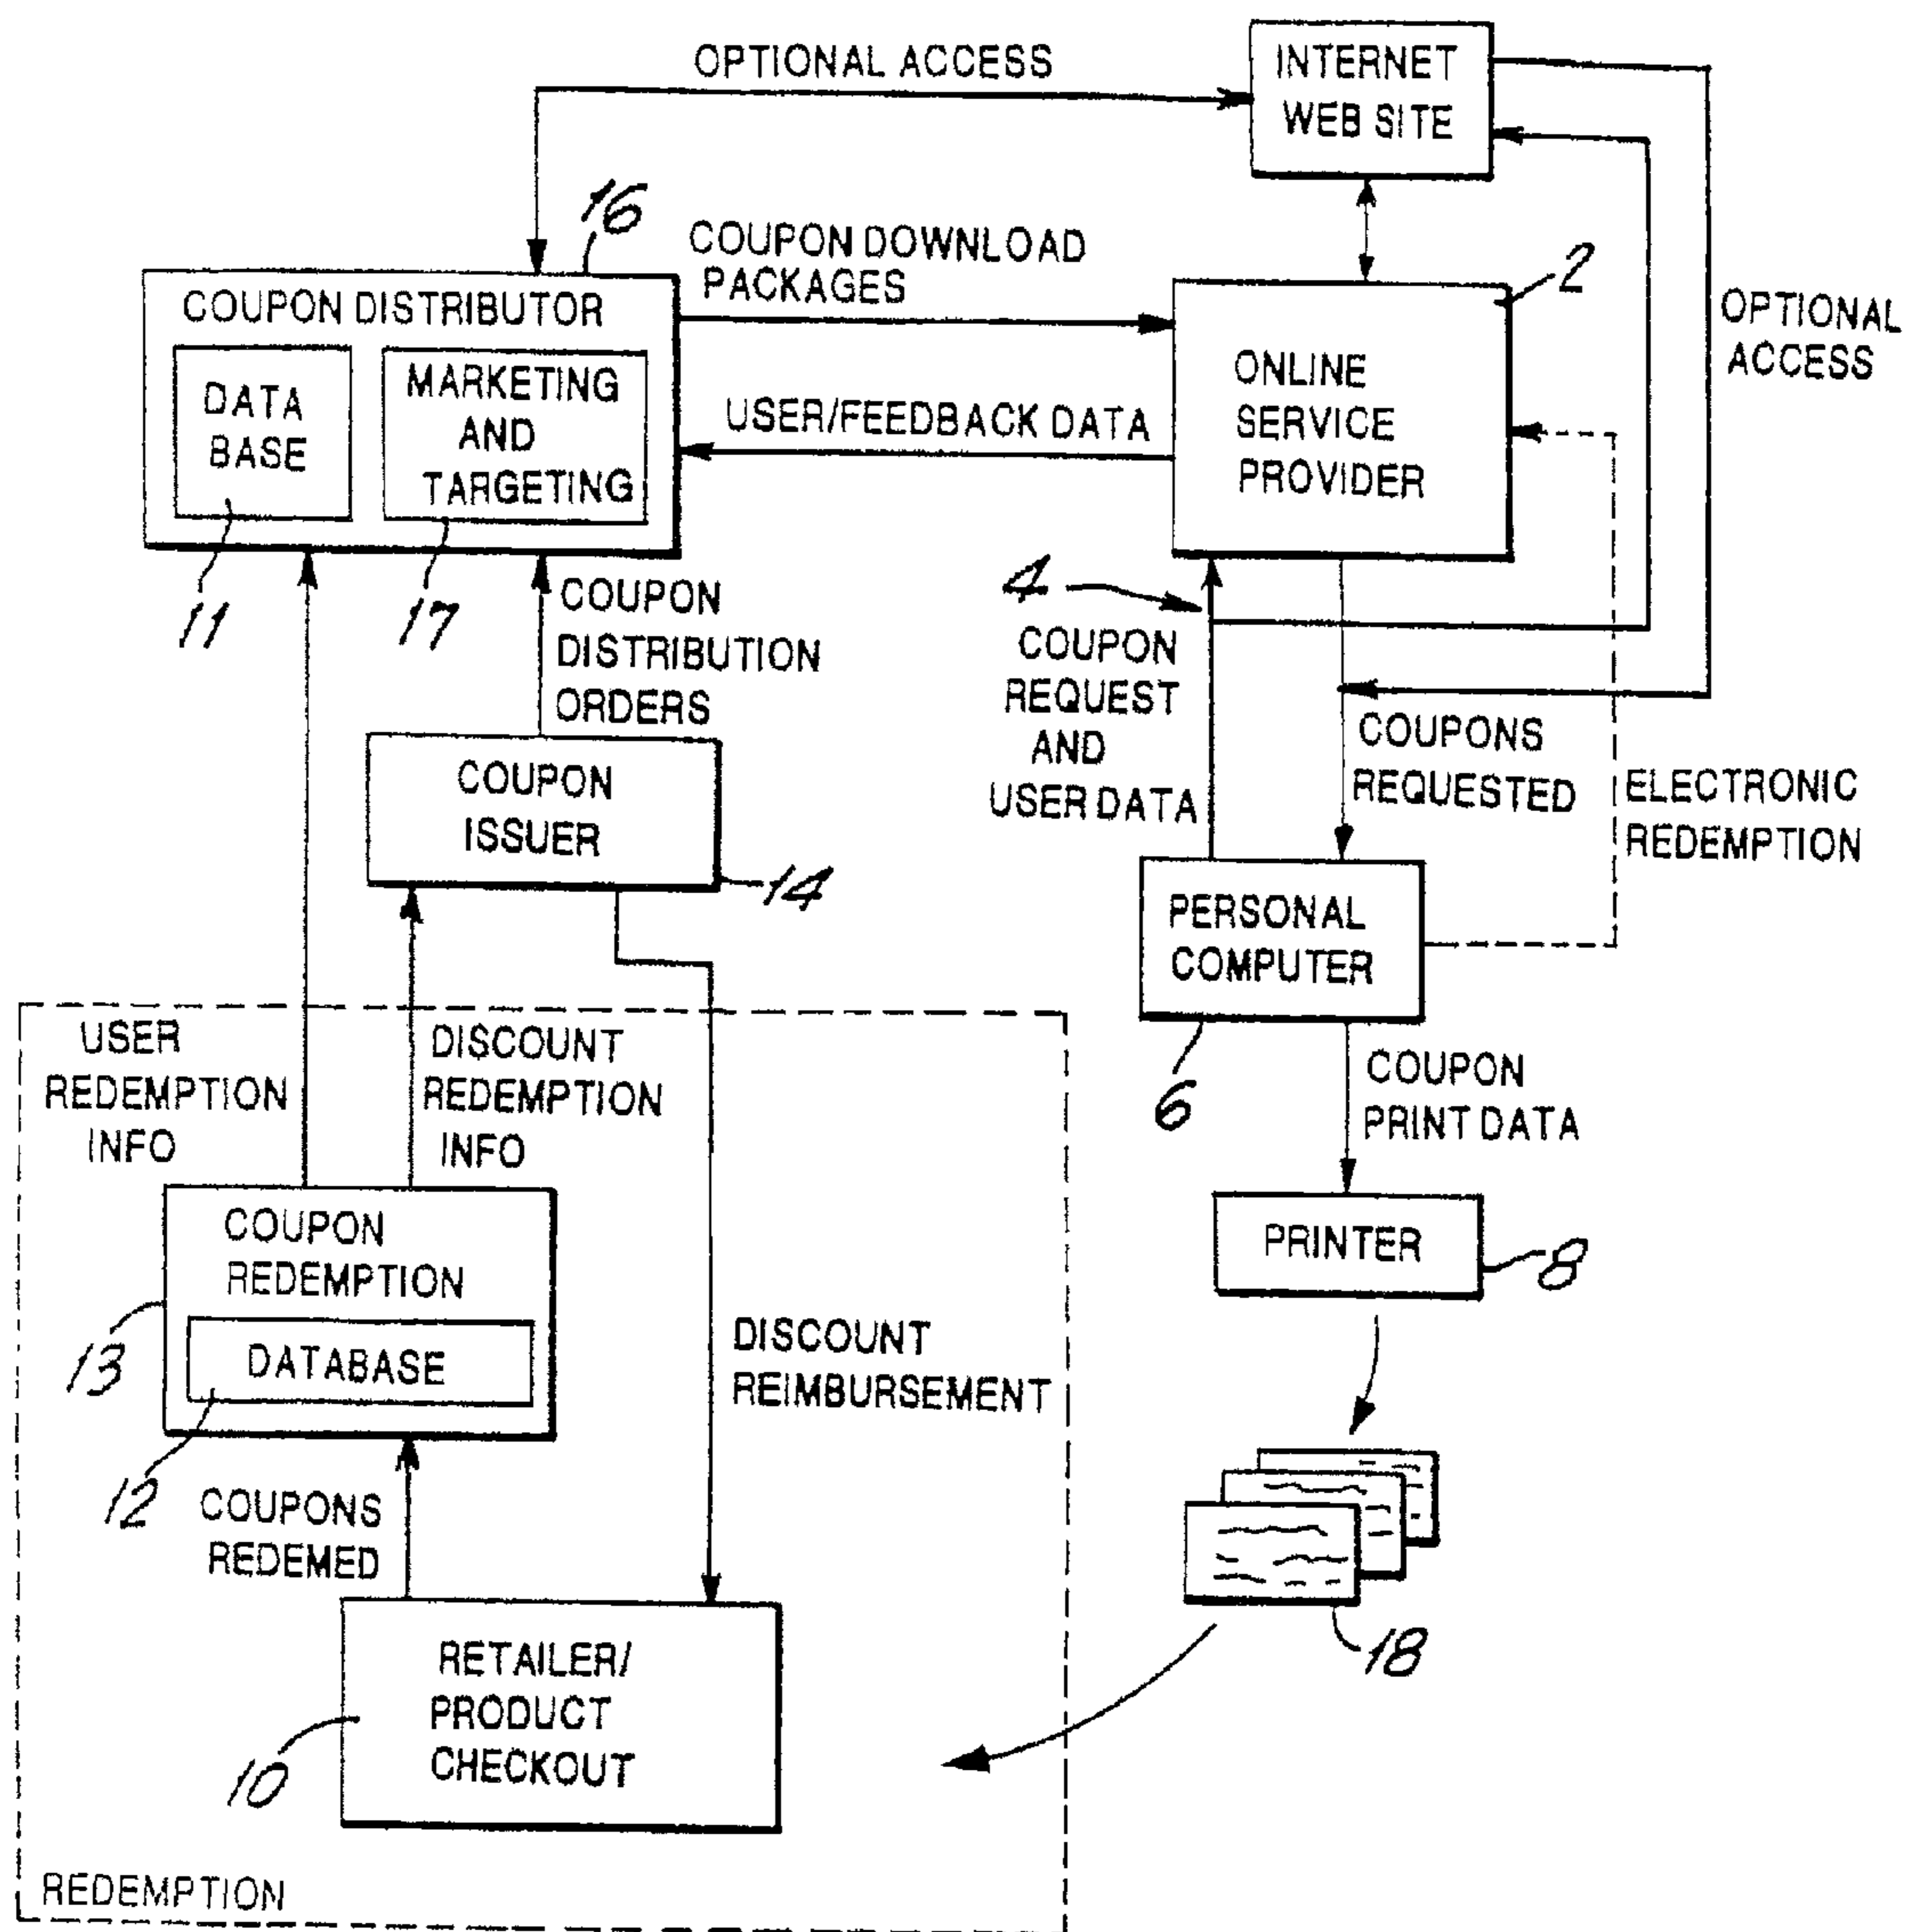 OPTIONAL ACCESS
INTERNET
WEB SITE
16
COUPON DOWNLOAD
PACKAGES
2
COUPON DISTRIBUTOR
DATA
BASE
MARKETING
AND
TARGETING
USER/FEEDBACK DATA
ONLINE
SERVICE
PROVIDER
OPTIONAL
ACCESS
11
17
COUPON
DISTRIBUTION
ORDERS
4
COUPON
REQUEST
AND
USER DATA
COUPONS
REQUESTED
ELECTRONIC
REDEMPTION
COUPON
ISSUER
14
PERSONAL
COMPUTER
6
USER
REDEMPTION
INFO
DISCOUNT
REDEMPTION
INFO
COUPON
PRINT DATA
PRINTER
8
COUPON
REDEMPTION
DATABASE
13
12
DISCOUNT
REIMBURSEMENT
COUPONS
REDEMED
18
RETAILER/
PRODUCT
CHECKOUT
10
REDEMPTION